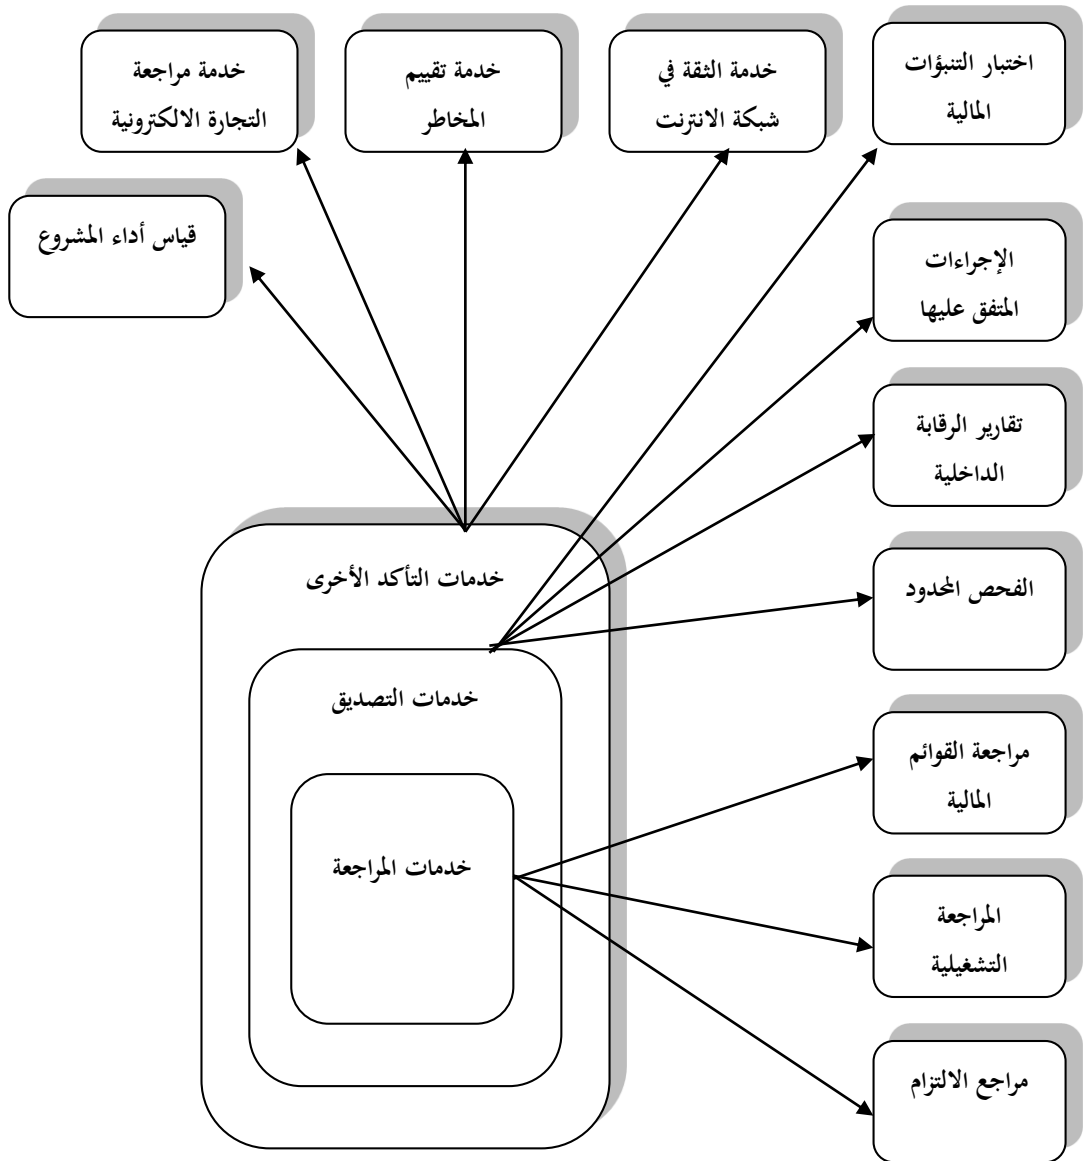 اختبار التنبؤات
المالية
خدمة الثقة في
شبكة الانترنت
خدمة تقييم
المخاطر
خدمة مراجعة
التجارة الالكترونية
قياس أداء المشروع
الإجراءات
المتفق عليها
تقارير الرقابة
الداخلية
الفحص المحدود
مراجعة القوائم
المالية
المراجعة
التشغيلية
مراجع الالتزام
خدمات التأكد الأخرى
خدمات التصديق
خدمات المراجعة